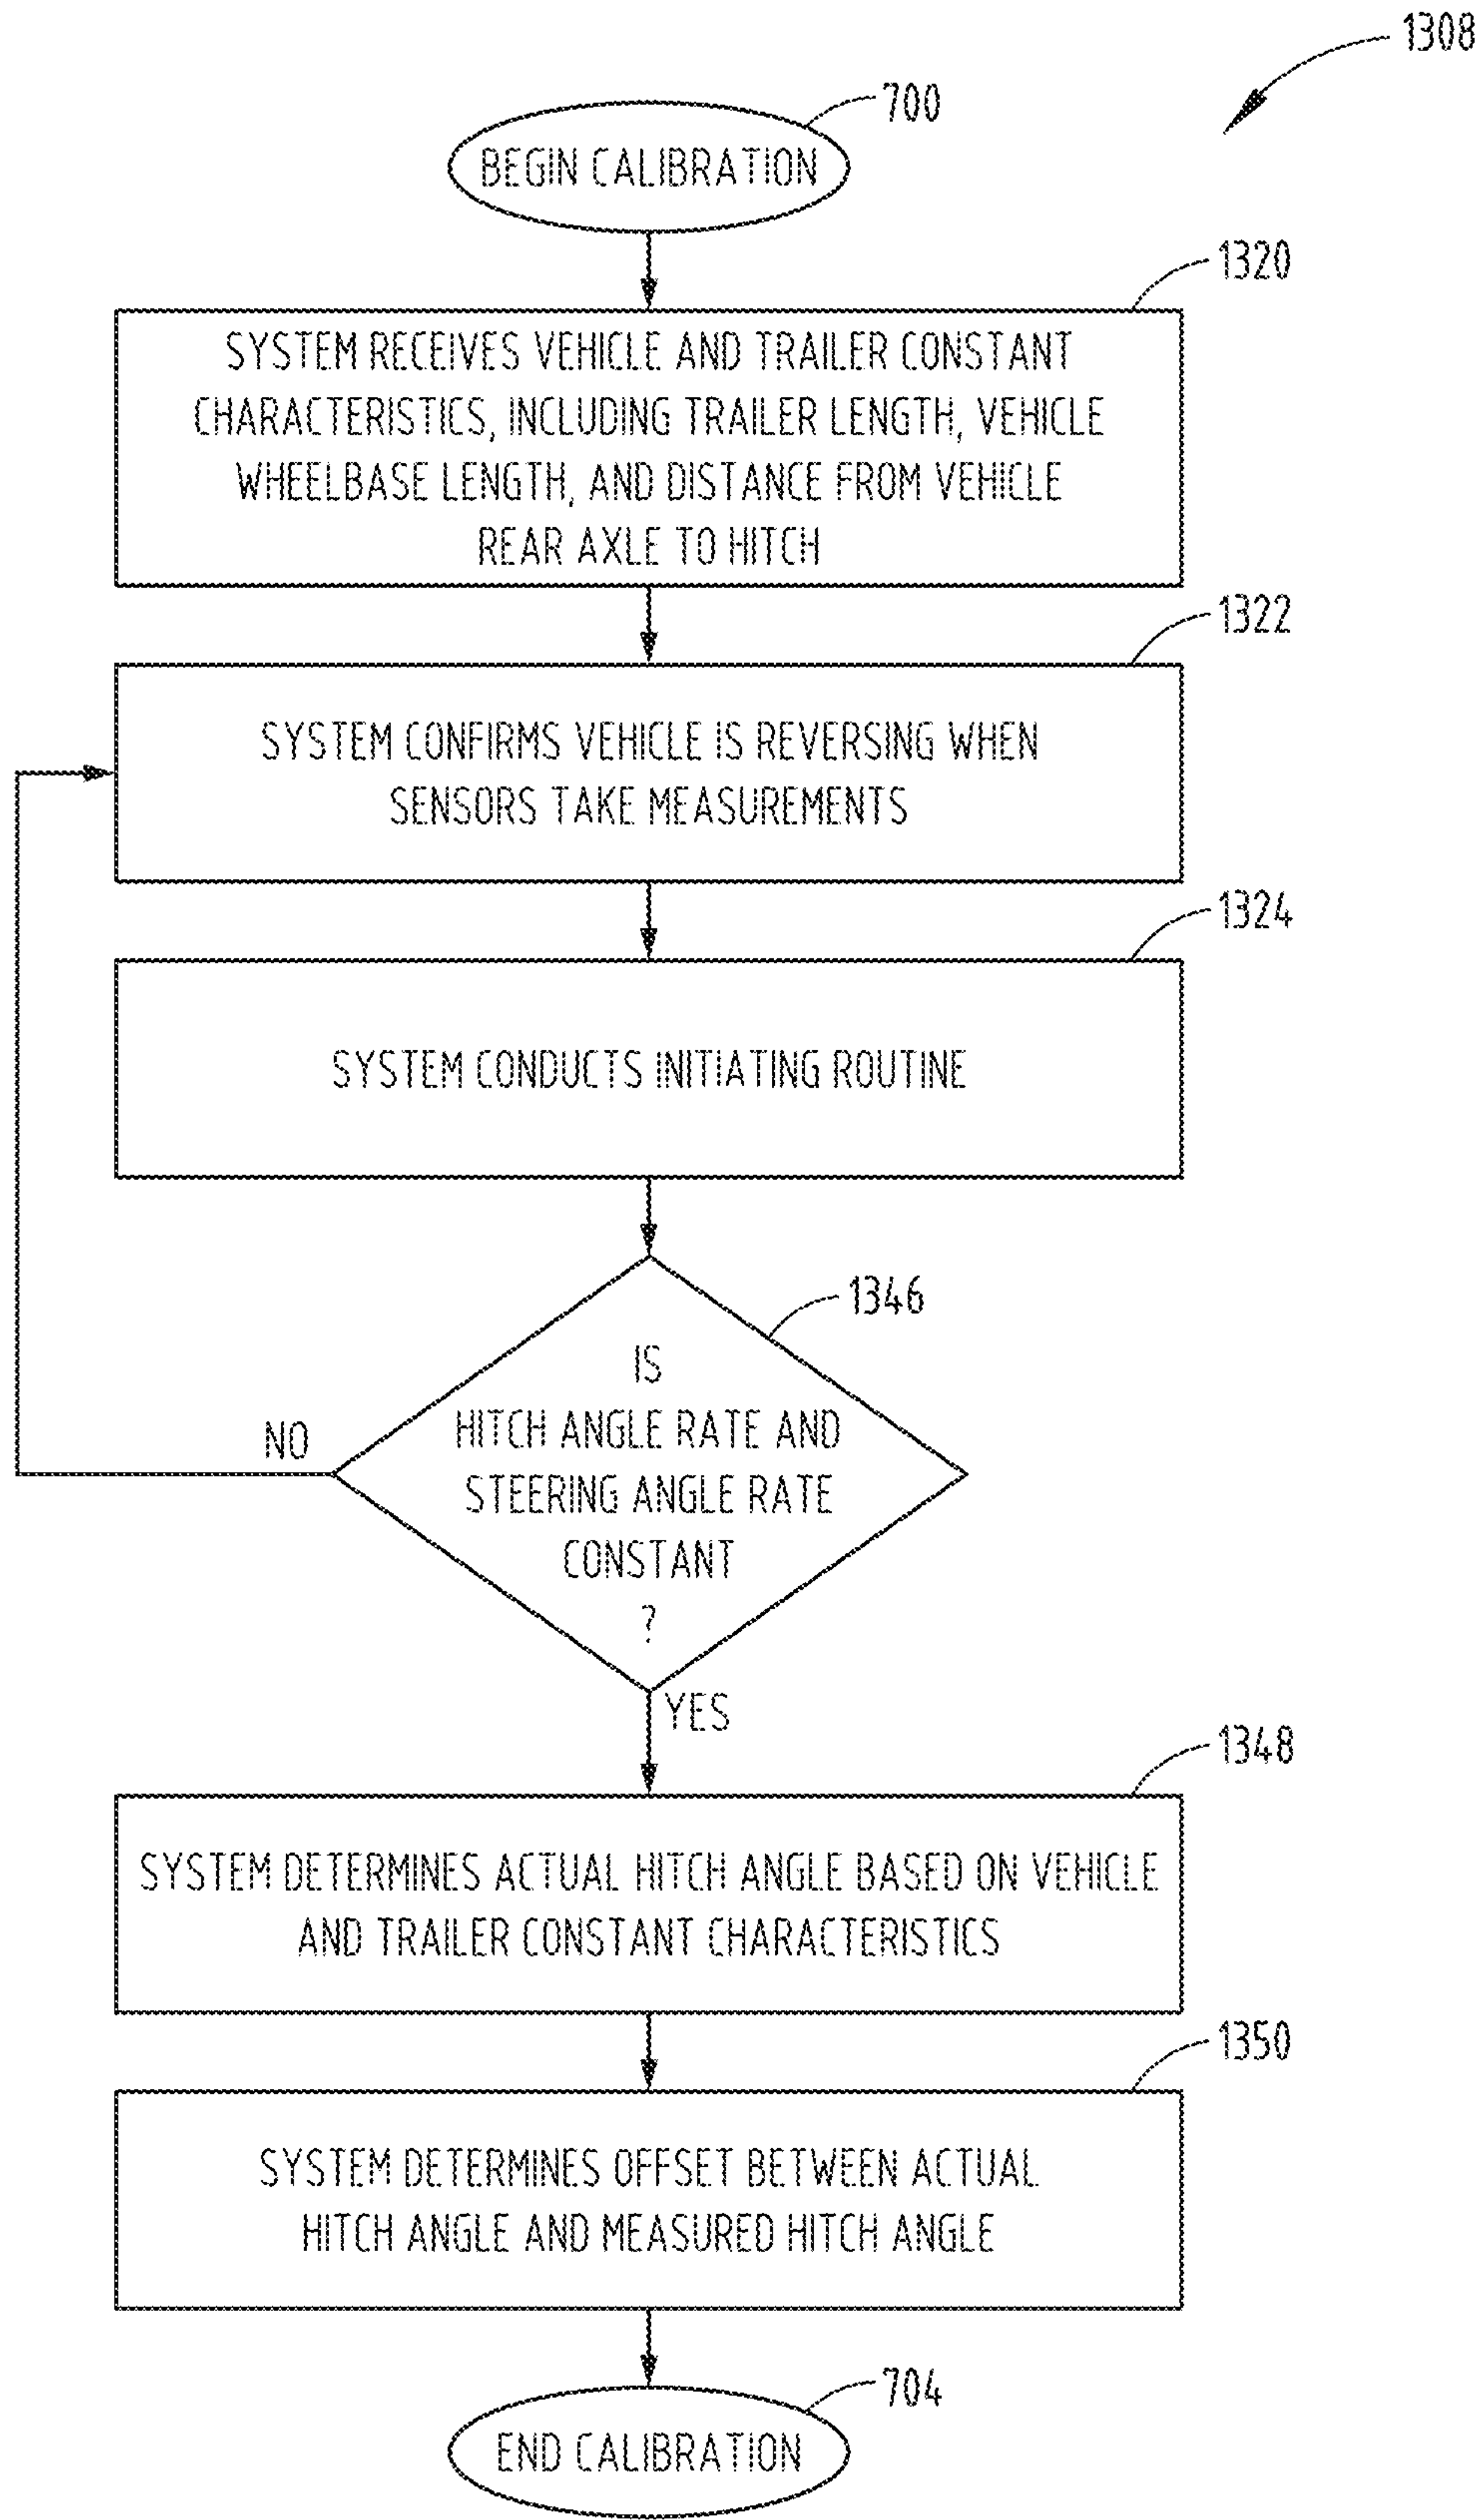 1308
700
BEGIN CALIBRATION
1320
SYSTEM RECEIVES VEHICLE AND TRAILER CONSTANT
CHARACTERISTICS, INCLUDING TRAILER LENGTH, VEHICLE
WHEELBASE LENGTH, AND DISTANCE FROM VEHICLE
REAR AXLE TO HITCH
1322
SYSTEM CONFIRMS VEHICLE IS REVERSING WHEN
SENSORS TAKE MEASUREMENTS
1324
SYSTEM CONDUCTS INITIATING ROUTINE
1346
IS
HITCH ANGLE RATE AND
STEERING ANGLE RATE
CONSTANT
?
NO
YES
1348
SYSTEM DETERMINES ACTUAL HITCH ANGLE BASED ON VEHICLE
AND TRAILER CONSTANT CHARACTERISTICS
1350
SYSTEM DETERMINES OFFSET BETWEEN ACTUAL
HITCH ANGLE AND MEASURED HITCH ANGLE
704
END CALIBRATION